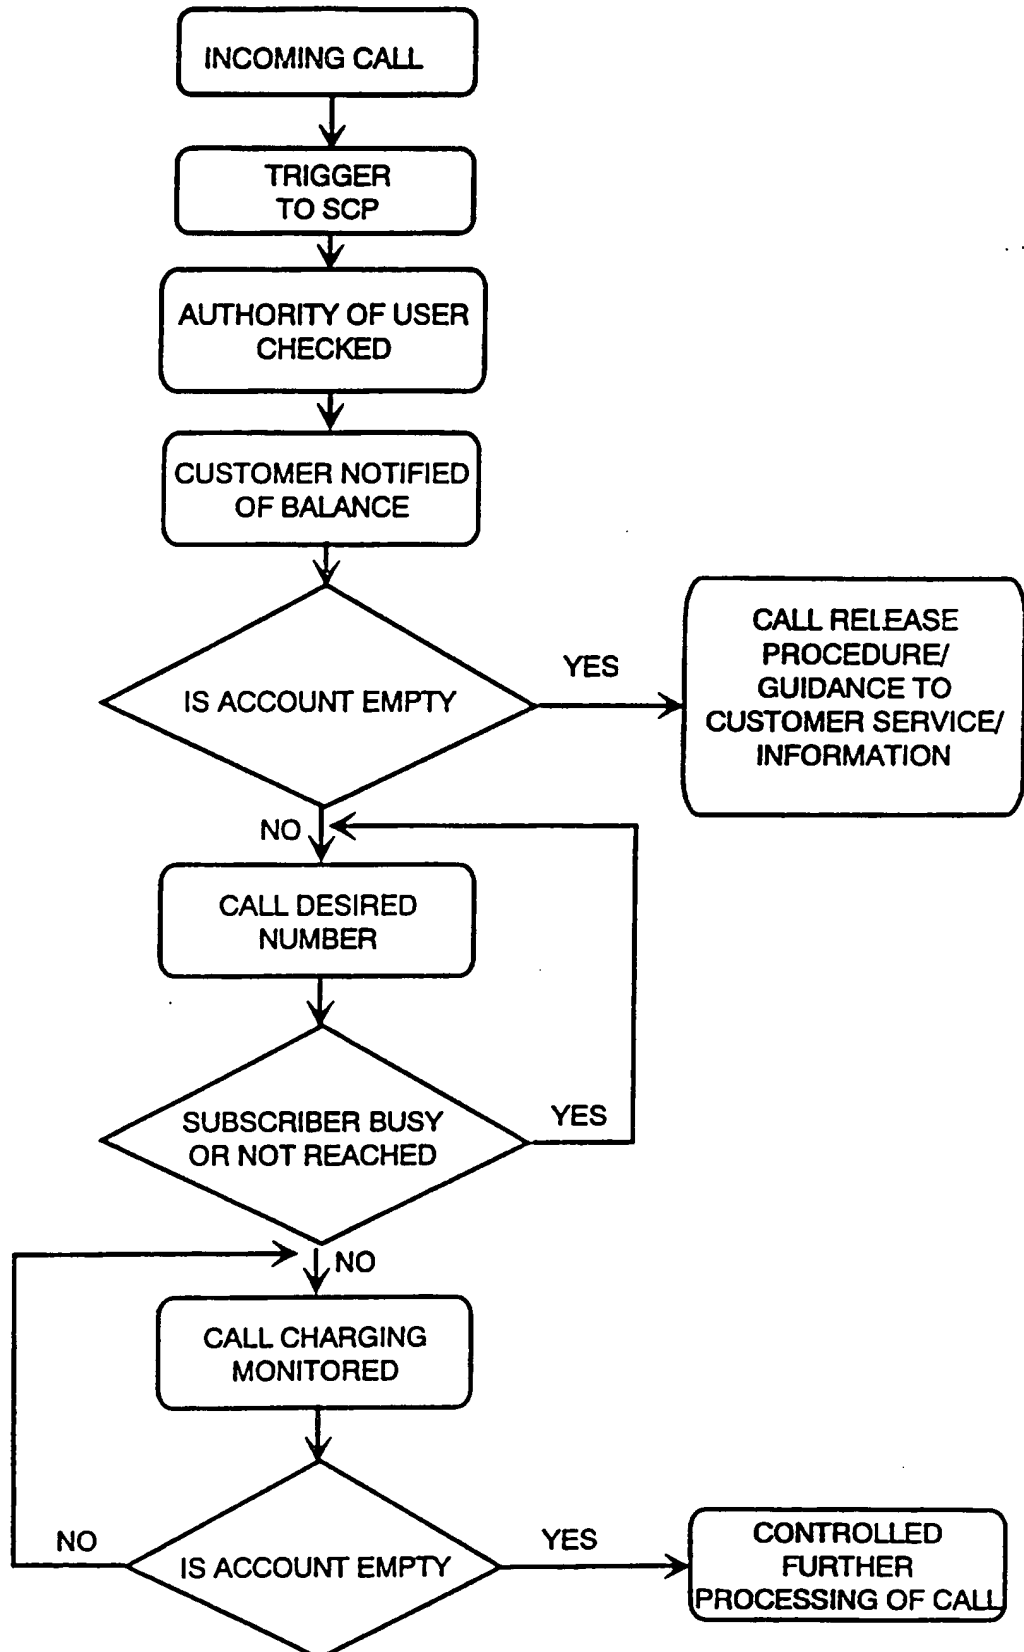 INCOMING CALL
TRIGGER
TO SCP
AUTHORITY OF USER
CHECKED
CUSTOMER NOTIFIED
OF BALANCE
IS ACCOUNT EMPTY
YES
CALL RELEASE
PROCEDURE/
GUIDANCE TO
CUSTOMER SERVICE/
INFORMATION
NO
CALL DESIRED
NUMBER
SUBSCRIBER BUSY
OR NOT REACHED
YES
NO
CALL CHARGING
MONITORED
NO
IS ACCOUNT EMPTY
YES
CONTROLLED
FURTHER
PROCESSING OF CALL